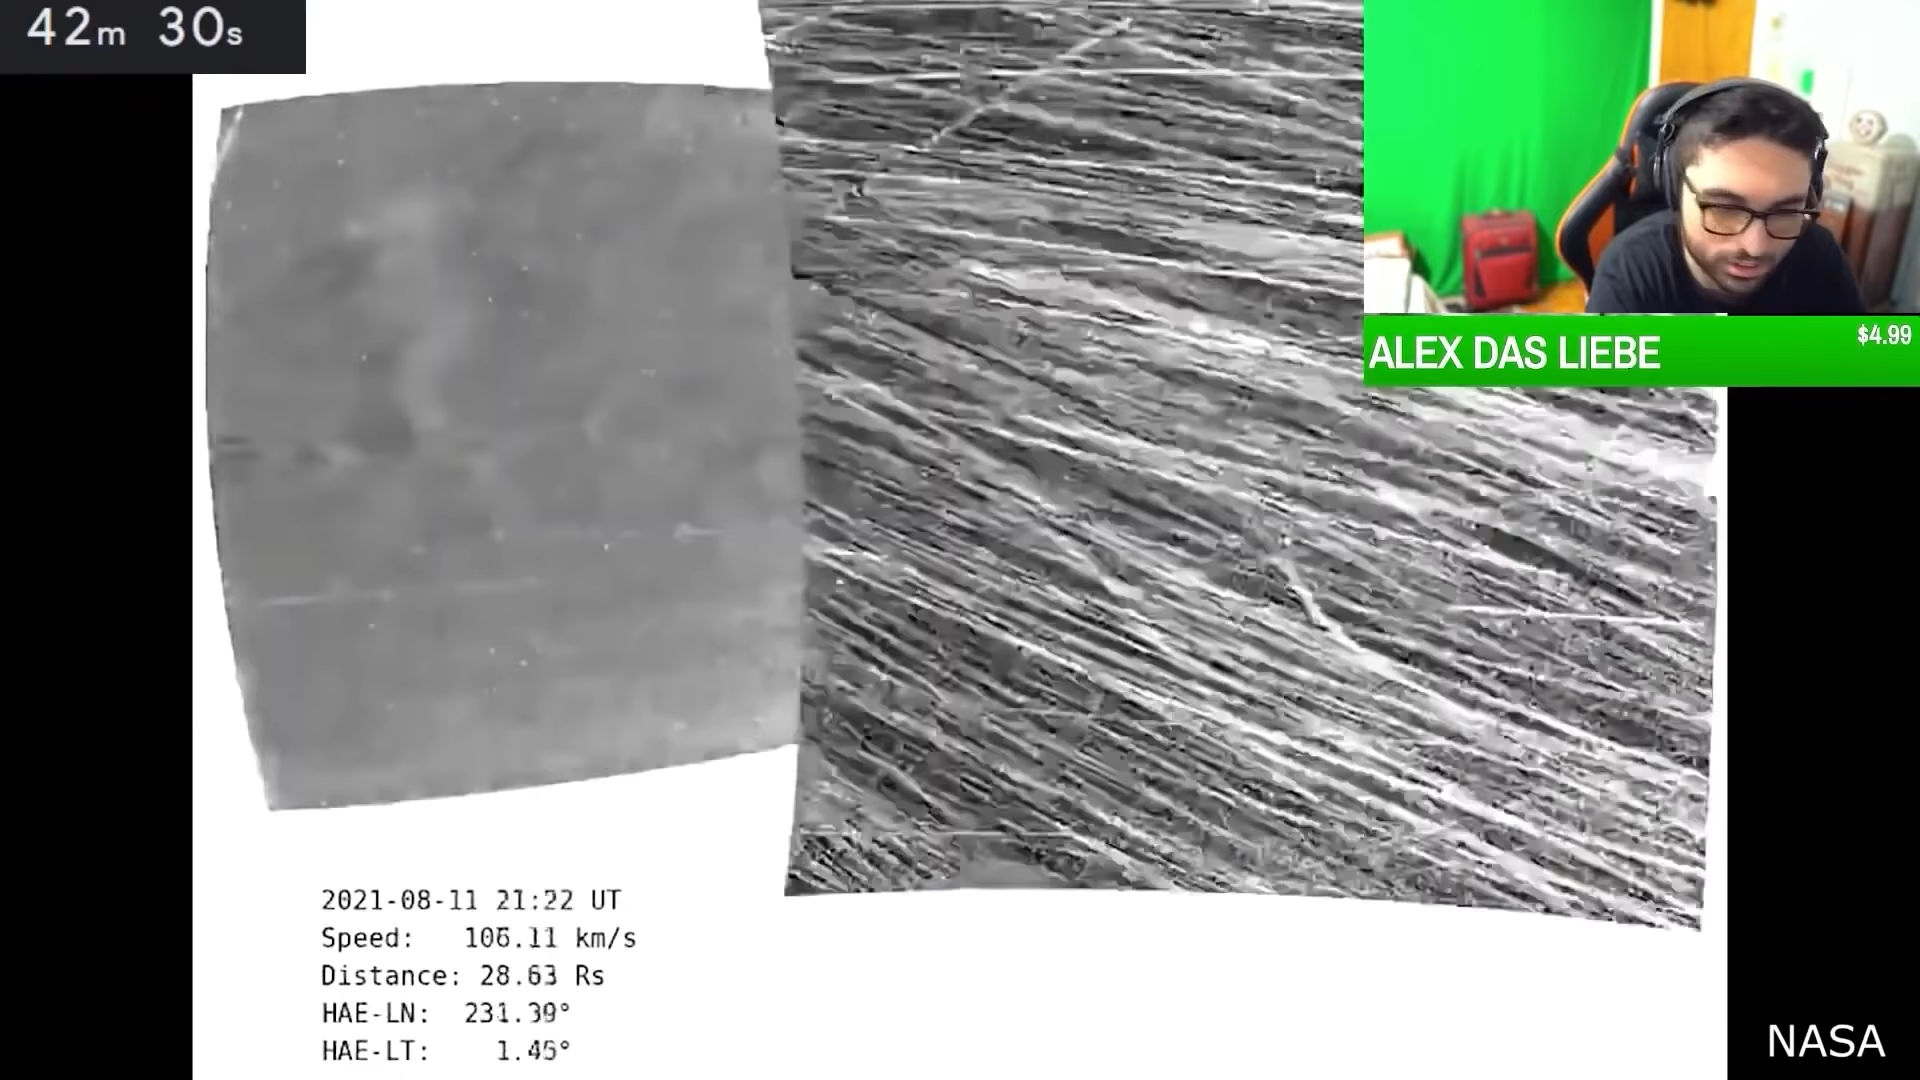 42m 30s
$4.99
ALEX DAS LIEBE
2021-08-11 21:22 UT
Speed: 106.11 km/s
Distance: 28.63 Rs
HAE-LN: 231.39°
HAE-LT: 1.45°
NASA